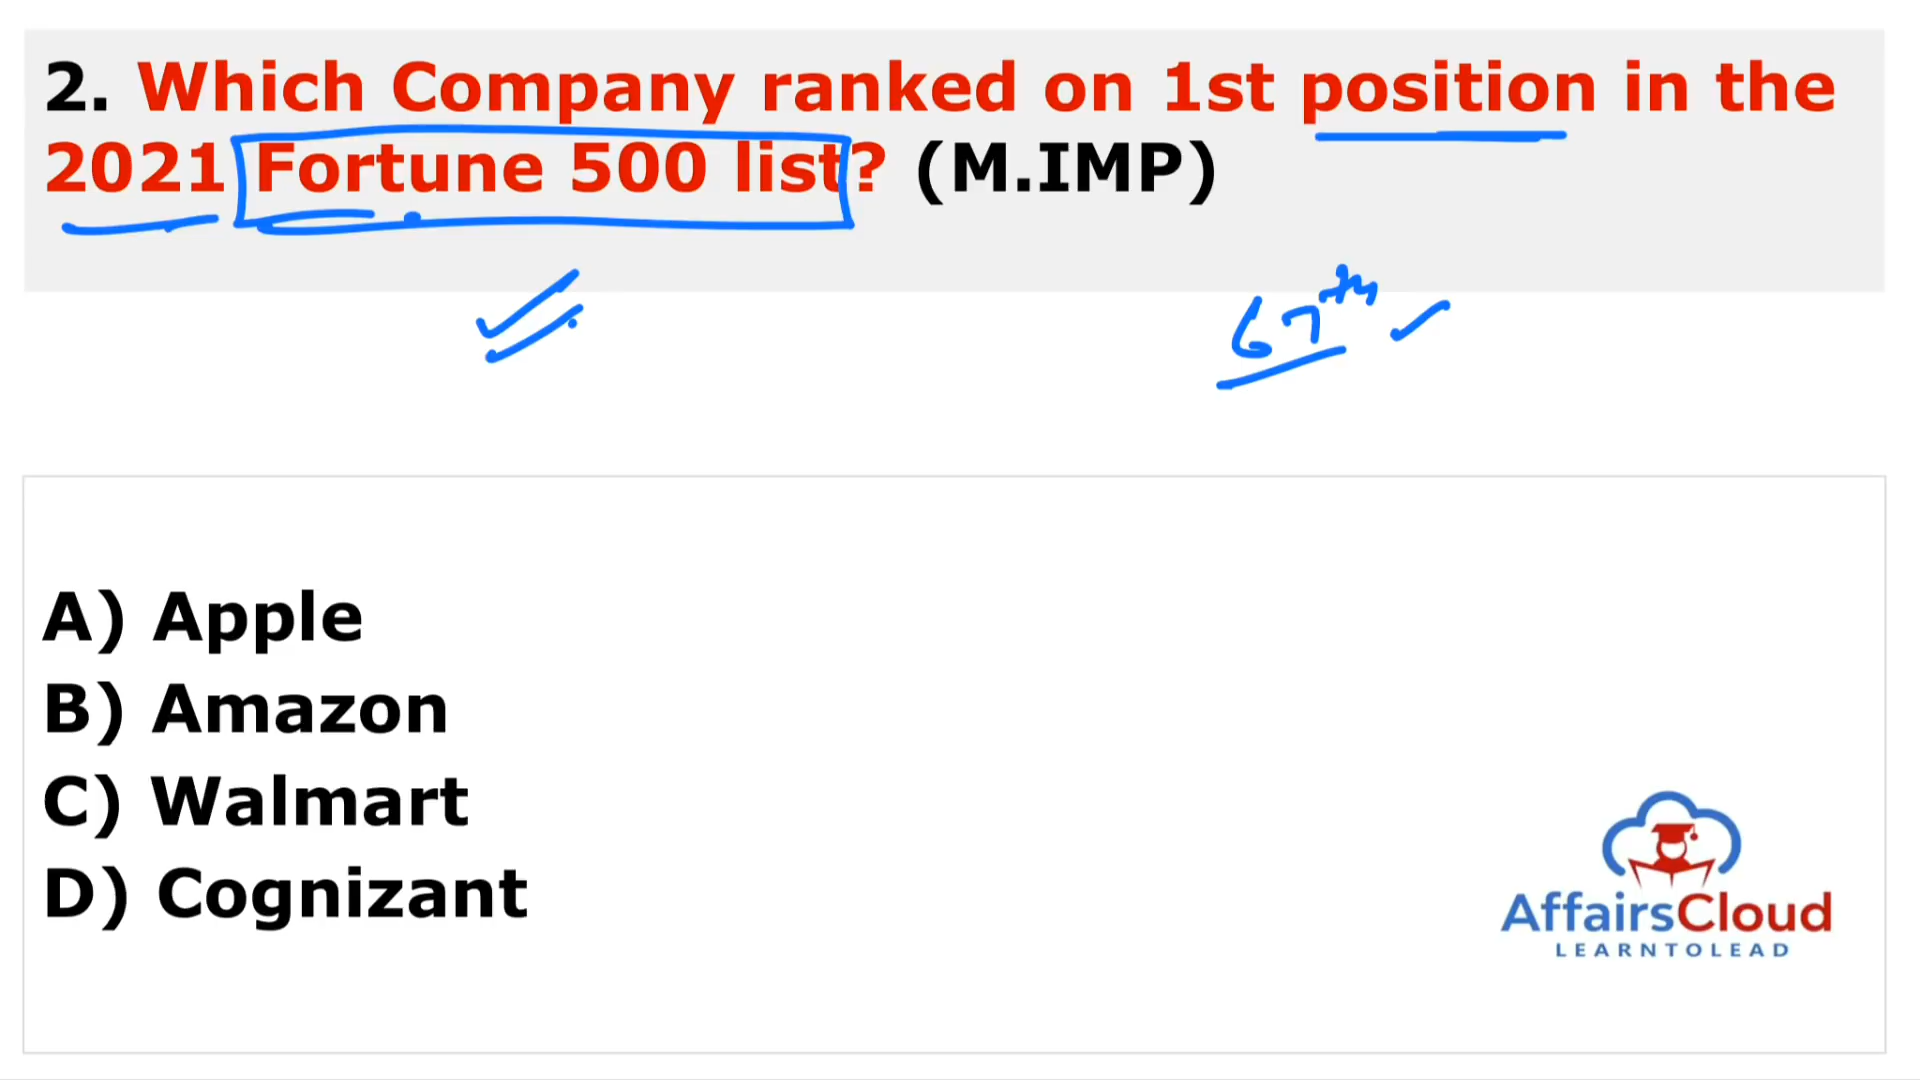 2. Which Company ranked on 1st position in the
2021 Fortune 500 list? (M.IMP)
67th
A) Apple
B) Amazon
C) Walmart
D) Cognizant
AffairsCloud
LEARNTOLEAD